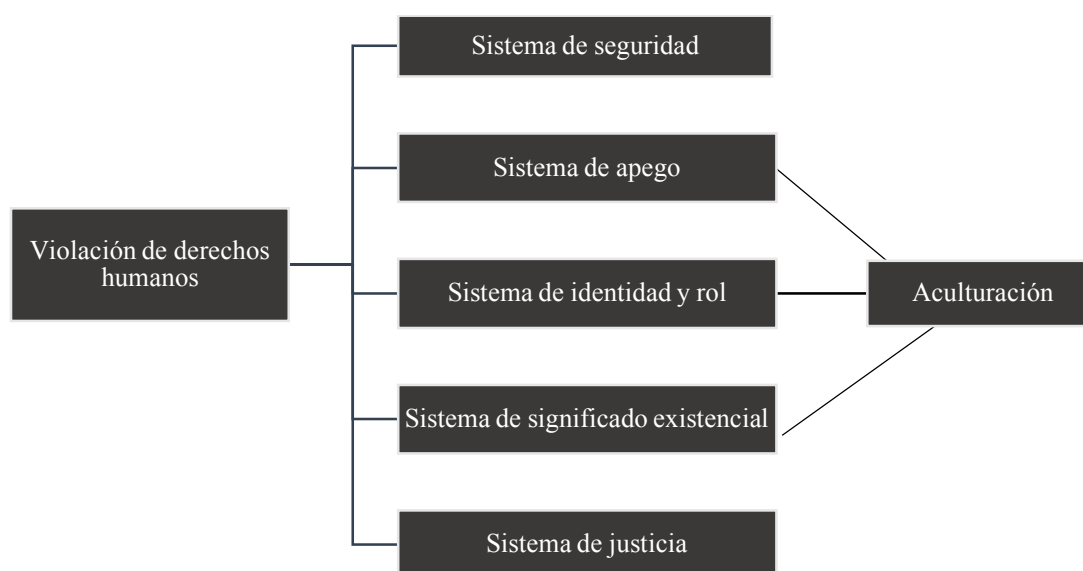 Sistema de seguridad
Sistema de apego
Violación de derechos
humanos
Sistema de identidad y rol
Aculturación
Sistema de significado existencial
Sistema de justicia